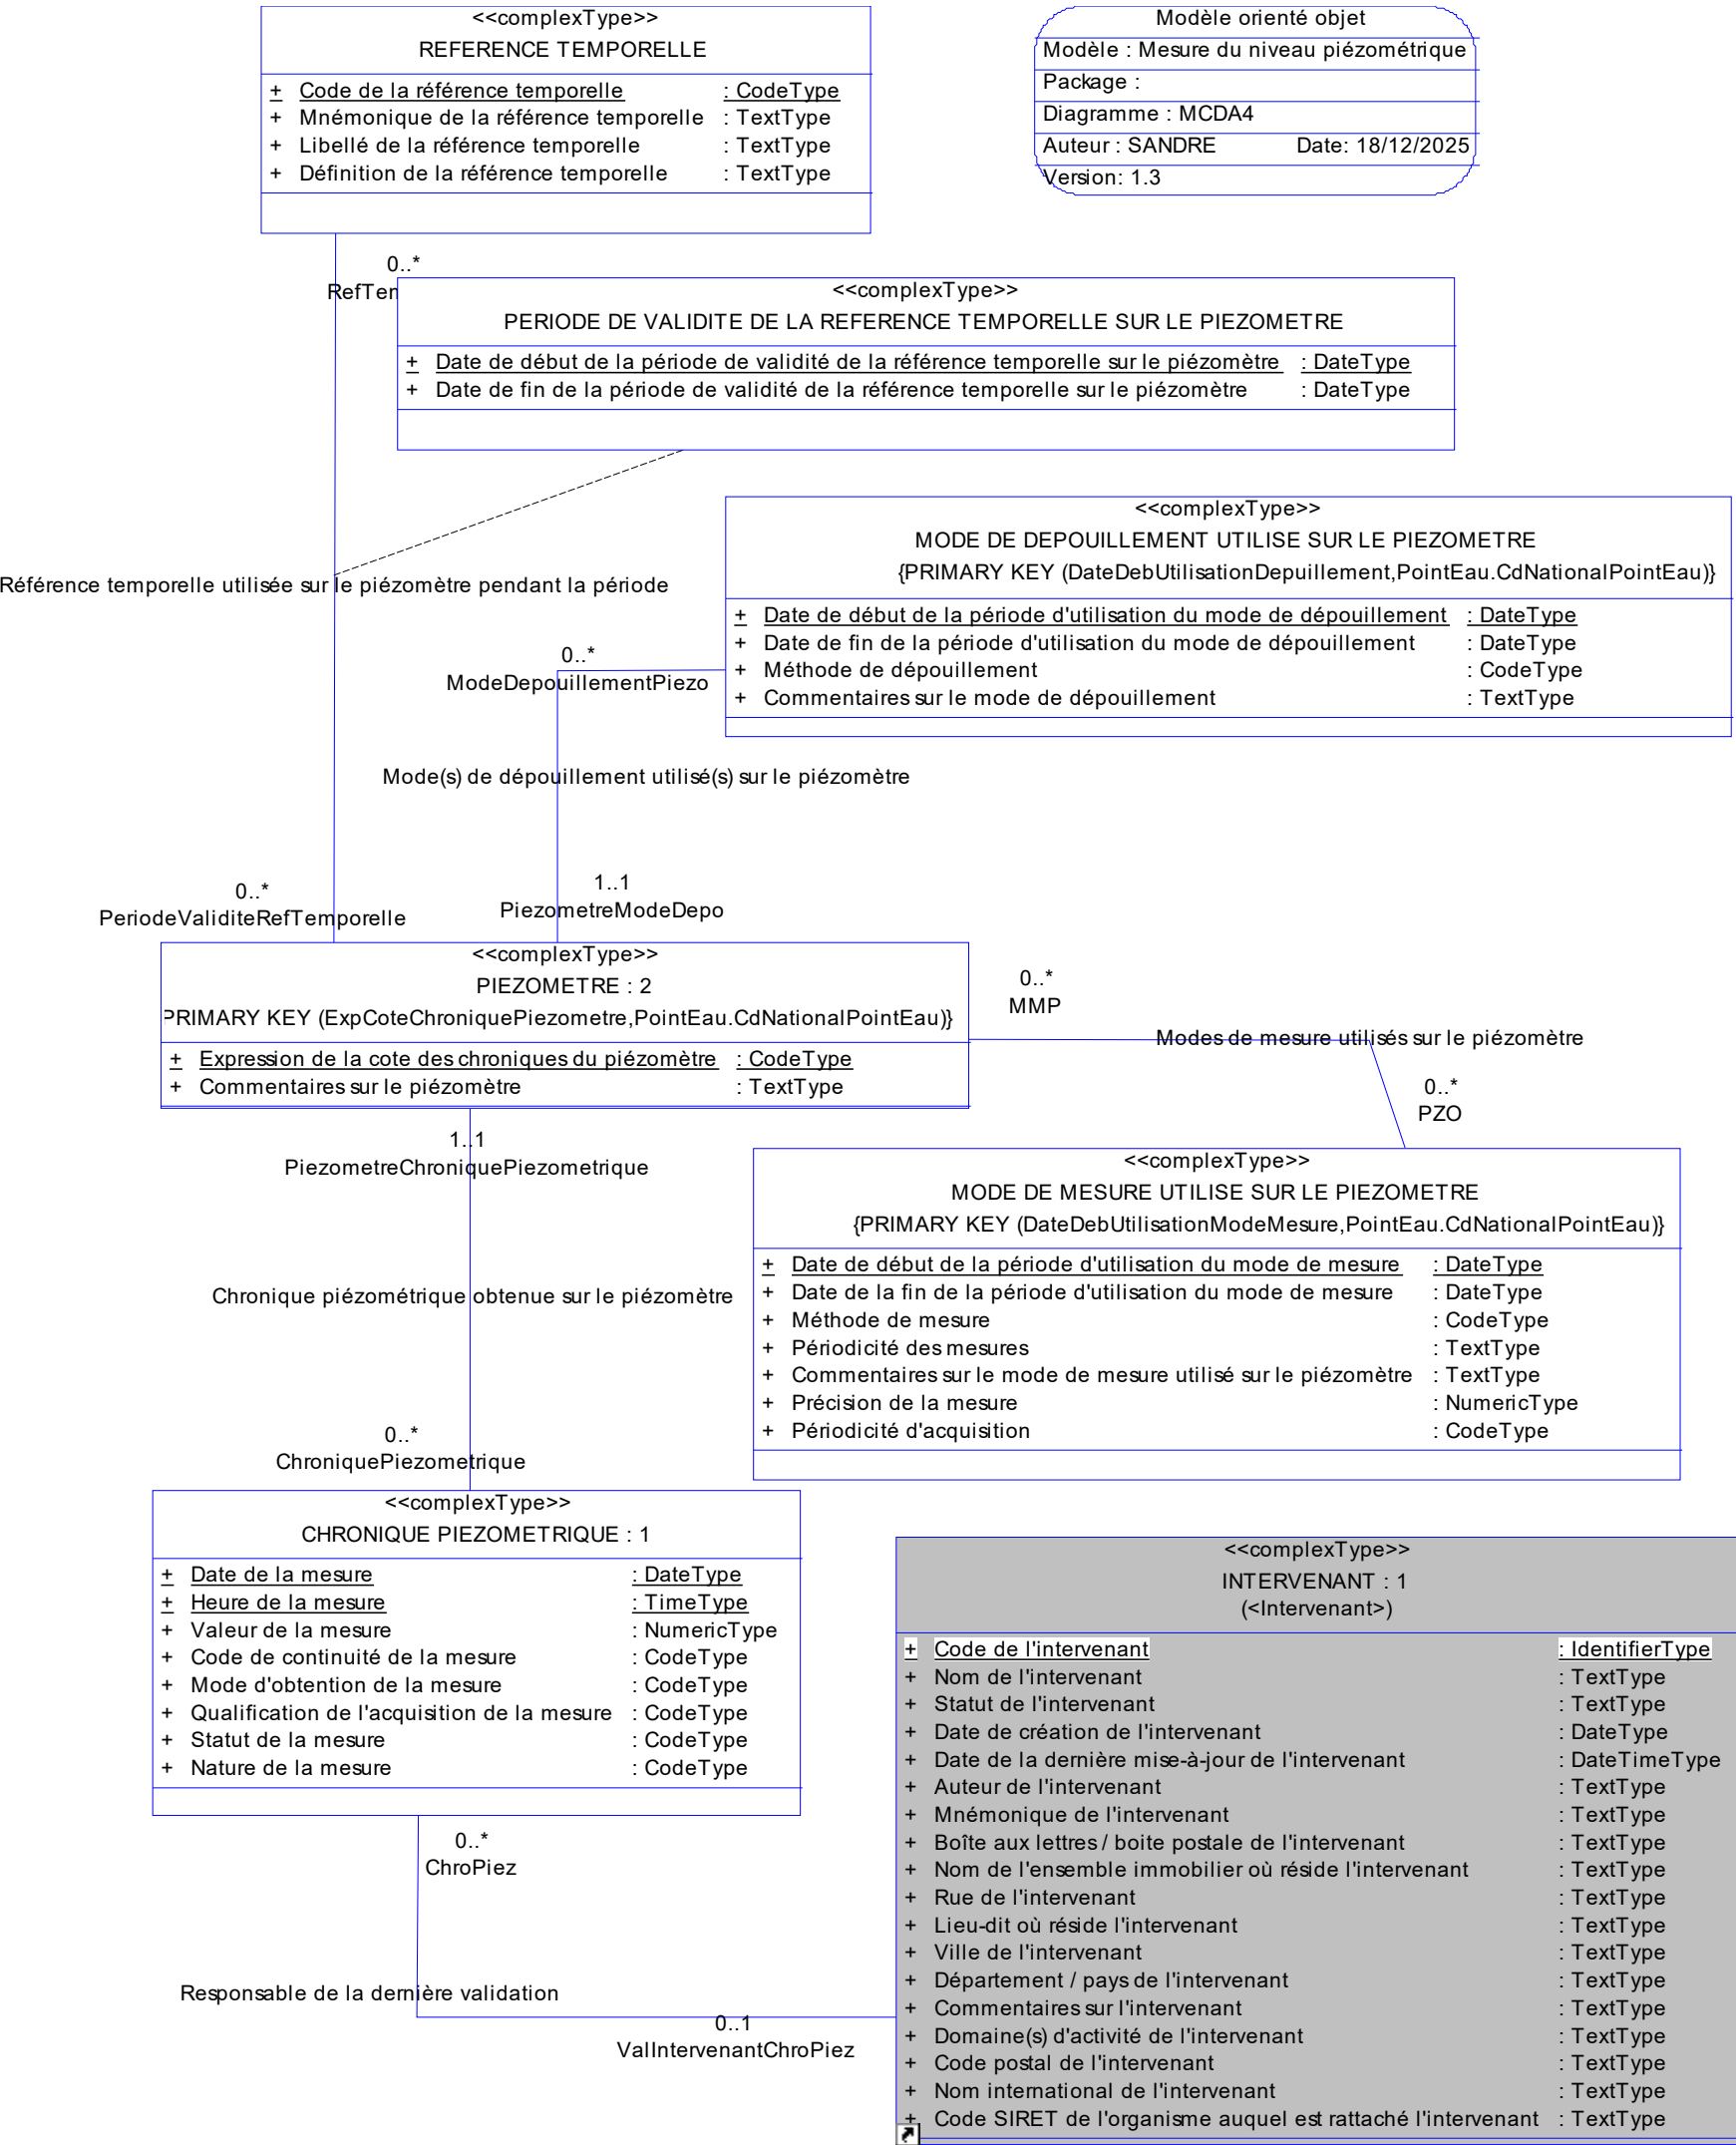 <<complexType>>
REFERENCE TEMPORELLE
+ Code de la référence temporelle : CodeType
+ Mnémonique de la référence temporelle : TextType
+ Libellé de la référence temporelle : TextType
+ Définition de la référence temporelle : TextType
Modèle orienté objet
Modèle : Mesure du niveau piézométrique
Package :
Diagramme : MCDA4
Auteur : SANDRE Date: 18/12/2025
Version: 1.3
0..*
RefTen
<<complexType>>
PERIODE DE VALIDITE DE LA REFERENCE TEMPORELLE SUR LE PIEZOMETRE
+ Date de début de la période de validité de la référence temporelle sur le piézomètre : DateType
+ Date de fin de la période de validité de la référence temporelle sur le piézomètre : DateType
<<complexType>>
MODE DE DEPOUILLEMENT UTILISE SUR LE PIEZOMETRE
{PRIMARY KEY (DateDebUtilisationDepuillement,PointEau.CdNationalPointEau)}
+ Date de début de la période d'utilisation du mode de dépouillement : DateType
+ Date de fin de la période d'utilisation du mode de dépouillement : DateType
+ Méthode de dépouillement : CodeType
+ Commentaires sur le mode de dépouillement : TextType
Référence temporelle utilisée sur le piézomètre pendant la période
0..*
ModeDepouillementPiezo
Mode(s) de dépouillement utilisé(s) sur le piézomètre
0..*
PeriodeValiditeRefTemporelle
1..1
PiezometreModeDepo
<<complexType>>
PIEZOMETRE : 2
PRIMARY KEY (ExpCoteChroniquePiezometre,PointEau.CdNationalPointEau)}
+ Expression de la cote des chroniques du piézomètre : CodeType
+ Commentaires sur le piézomètre : TextType
0..*
MMP
Modes de mesure utilisés sur le piézomètre
0..*
PZO
1..1
PiezometreChroniquePiezometrique
<<complexType>>
MODE DE MESURE UTILISE SUR LE PIEZOMETRE
{PRIMARY KEY (DateDebUtilisationModeMesure,PointEau.CdNationalPointEau)}
+ Date de début de la période d'utilisation du mode de mesure : DateType
+ Date de la fin de la période d'utilisation du mode de mesure : DateType
+ Méthode de mesure : CodeType
+ Périodicité des mesures : TextType
+ Commentaires sur le mode de mesure utilisé sur le piézomètre : TextType
+ Précision de la mesure : NumericType
+ Périodicité d'acquisition : CodeType
Chronique piézométrique obtenue sur le piézomètre
0..*
ChroniquePiezometrique
<<complexType>>
CHRONIQUE PIEZOMETRIQUE : 1
+ Date de la mesure : DateType
+ Heure de la mesure : TimeType
+ Valeur de la mesure : NumericType
+ Code de continuité de la mesure : CodeType
+ Mode d'obtention de la mesure : CodeType
+ Qualification de l'acquisition de la mesure : CodeType
+ Statut de la mesure : CodeType
+ Nature de la mesure : CodeType
0..*
ChroPiez
Responsable de la dernière validation
0..1
ValIntervenantChroPiez
<<complexType>>
INTERVENANT : 1
(<Intervenant>)
+ Code de l'intervenant : IdentifierType
+ Nom de l'intervenant : TextType
+ Statut de l'intervenant : TextType
+ Date de création de l'intervenant : DateType
+ Date de la dernière mise-à-jour de l'intervenant : DateTimeType
+ Auteur de l'intervenant : TextType
+ Mnémonique de l'intervenant : TextType
+ Boîte aux lettres / boite postale de l'intervenant : TextType
+ Nom de l'ensemble immobilier où réside l'intervenant : TextType
+ Rue de l'intervenant : TextType
+ Lieu-dit où réside l'intervenant : TextType
+ Ville de l'intervenant : TextType
+ Département / pays de l'intervenant : TextType
+ Commentaires sur l'intervenant : TextType
+ Domaine(s) d'activité de l'intervenant : TextType
+ Code postal de l'intervenant : TextType
+ Nom international de l'intervenant : TextType
+ Code SIRET de l'organisme auquel est rattaché l'intervenant : TextType